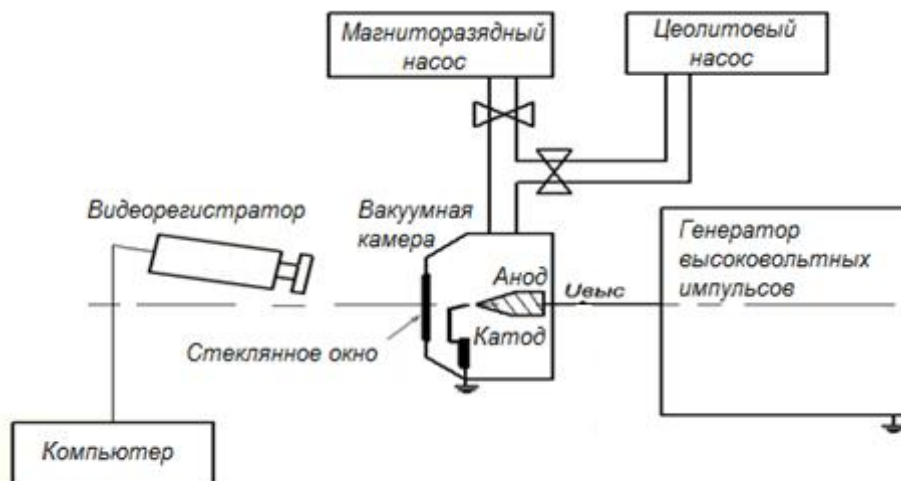 Магниторазядный
насос
Цеолитовый
насос
Видеорегистратор
Вакуумная
камера
Генератор
высоковольтных
импульсов
Анод
Uвыс
Катод
Стеклянное окно
Компьютер